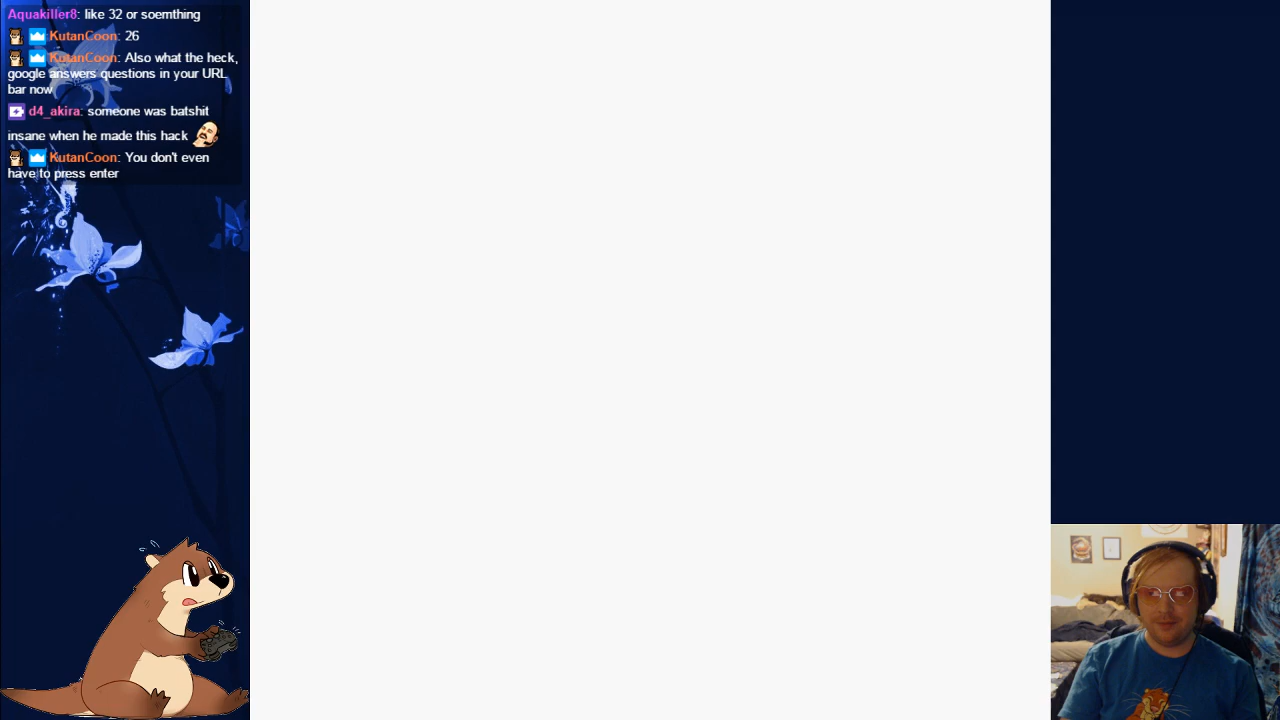 Aquakiller8: like 32 or soemthing
KutanCoon: 26
KutanCoon: Also what the heck,
google answers questions in your URL
bar now
d4_akira: someone was batshit
insane when he made this hack
KutanCoon: You don't even
have to press enter